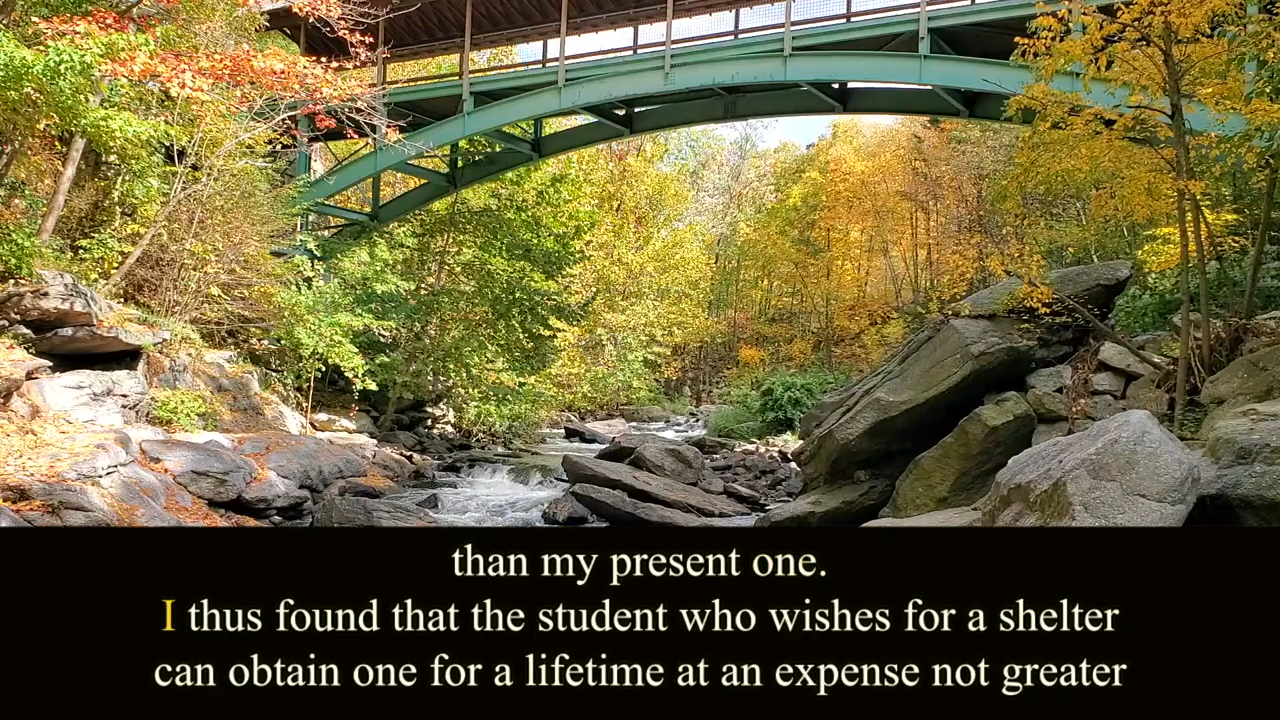 than my present one.
I thus found that the student who wishes for a shelter
can obtain one for a lifetime at an expense not greater